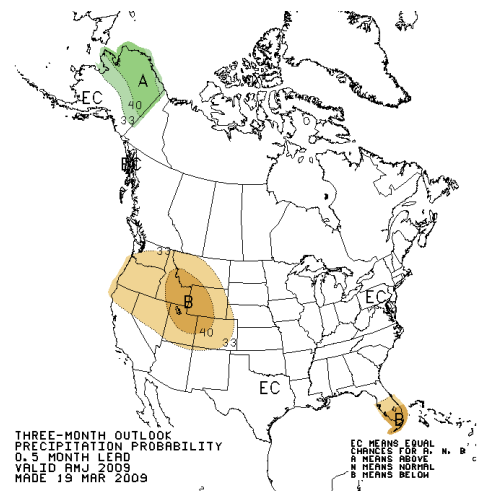 A
EC
40
33
EC
33
B
EC
40
33
EC
B
THREE-MONTH OUTLOOK
PRECIPITATION PROBABILITY
0.5 MONTH LEAD
VALID AMJ 2009
MADE 19 MAR 2009
EC MEANS EQUAL
CHANCES FOR A, N, B
A MEANS ABOVE
N MEANS NORMAL
B MEANS BELOW